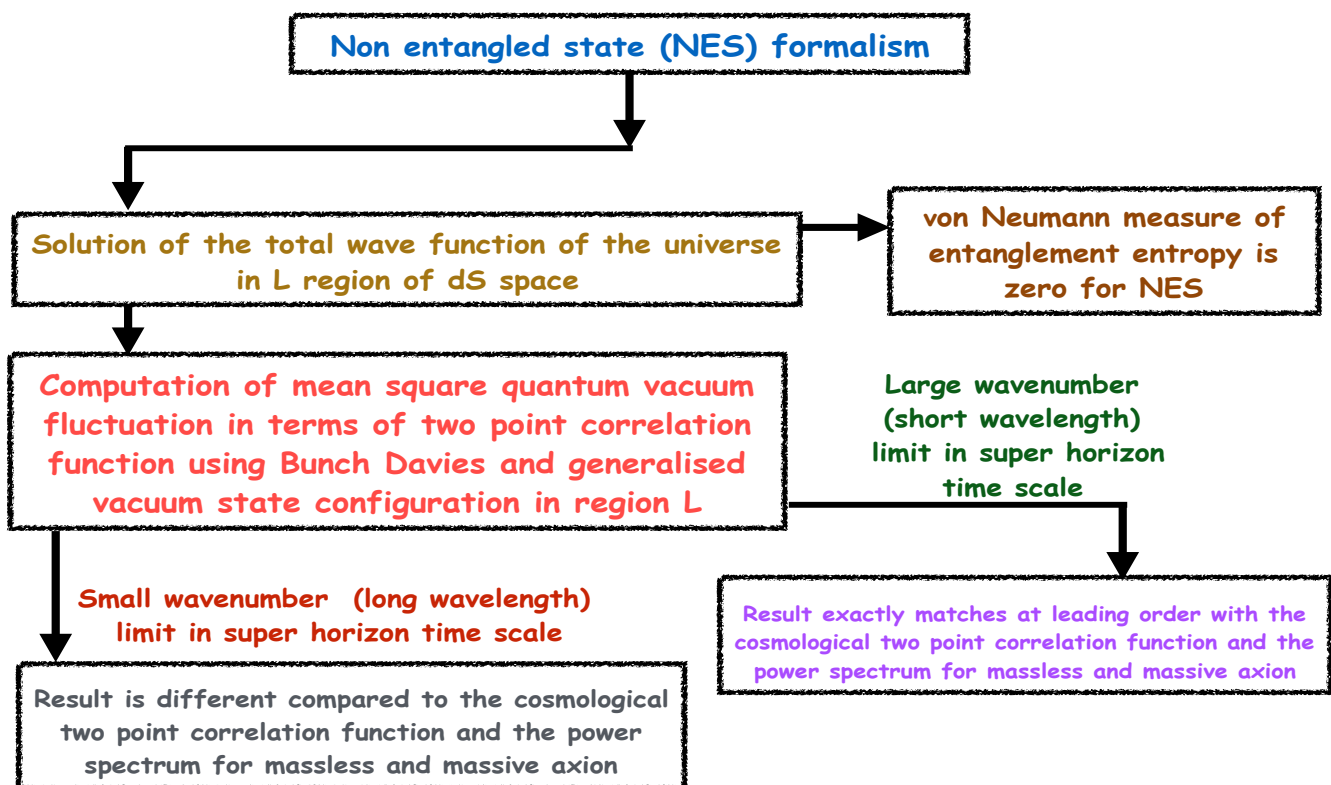 Non entangled state (NES) formalism
Solution of the total wave function of the universe
in L region of dS space
von Neumann measure of
entanglement entropy is
zero for NES
Computation of mean square quantum vacuum
fluctuation in terms of two point correlation
function using Bunch Davies and generalised
vacuum state configuration in region L
Large wavenumber
(short wavelength)
limit in super horizon
time scale
Small wavenumber (long wavelength)
limit in super horizon time scale
Result exactly matches at leading order with the
cosmological two point correlation function and the
power spectrum for massless and massive axion
Result is different compared to the cosmological
two point correlation function and the power
spectrum for massless and massive axion